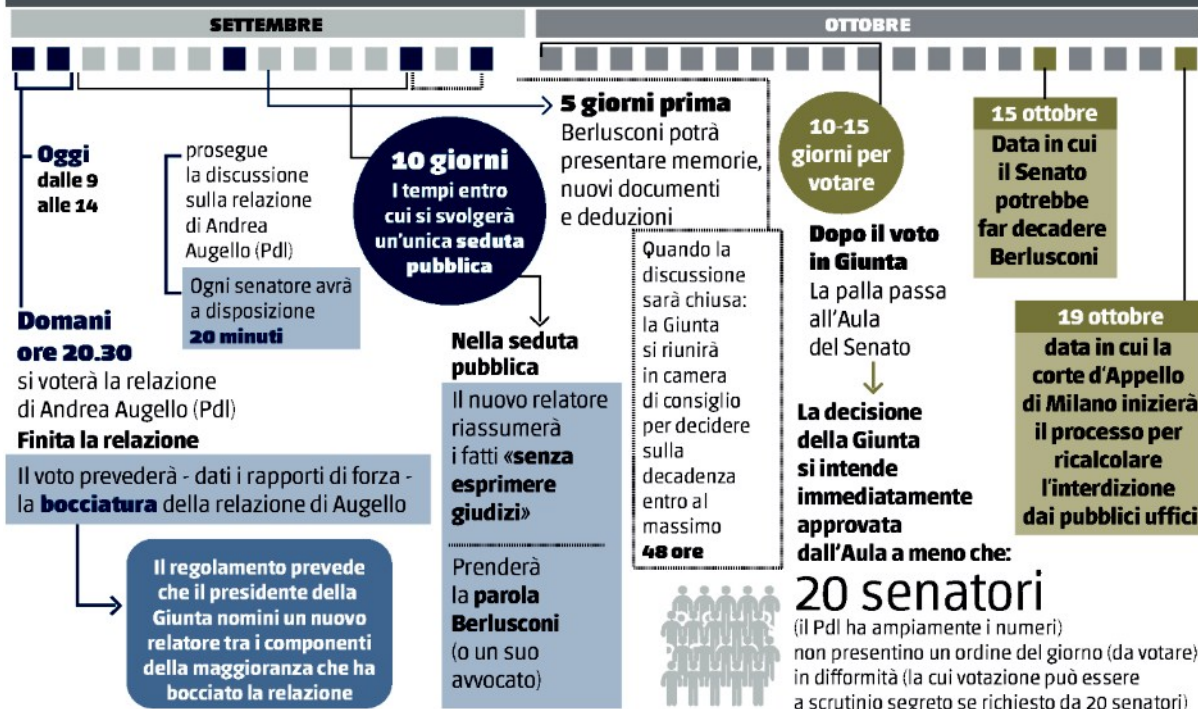 SETTEMBRE
OTTOBRE
Oggi
dalle 9
alle 14
prosegue
la discussione
sulla relazione
di Andrea
Augello (Pdl)
Ogni senatore avrà
a disposizione
20 minuti
Domani
ore 20.30
si voterà la relazione
di Andrea Augello (Pdl)
Finita la relazione
Il voto prevederà - dati i rapporti di forza -
la bocciatura della relazione di Augello
Il regolamento prevede
che il presidente della
Giunta nomini un nuovo
relatore tra i componenti
della maggioranza che ha
bocciato la relazione
10 giorni
I tempi entro
cui si svolgerà
un'unica seduta
pubblica
Nella seduta
pubblica
Il nuovo relatore
riassumerà
i fatti «senza
esprimere
giudizi»
Prenderà
la parola
Berlusconi
(o un suo
avvocato)
5 giorni prima
Berlusconi potrà
presentare memorie,
nuovi documenti
e deduzioni
Quando la
discussione
sarà chiusa:
la Giunta
si riunirà
in camera
di consiglio
per decidere
sulla
decadenza
entro al
massimo
48 ore
10-15
giorni per
votare
Dopo il voto
in Giunta
La palla passa
all'Aula
del Senato
La decisione
della Giunta
si intende
immediatamente
approvata
dall'Aula a meno che:
20 senatori
(il Pdl ha ampiamente i numeri)
non presentino un ordine del giorno (da votare)
in difformità (la cui votazione può essere
a scrutinio segreto se richiesto da 20 senatori)
15 ottobre
Data in cui
il Senato
potrebbe
far decadere
Berlusconi
19 ottobre
data in cui la
corte d'Appello
di Milano inizierà
il processo per
ricalcolare
l'interdizione
dai pubblici uffici